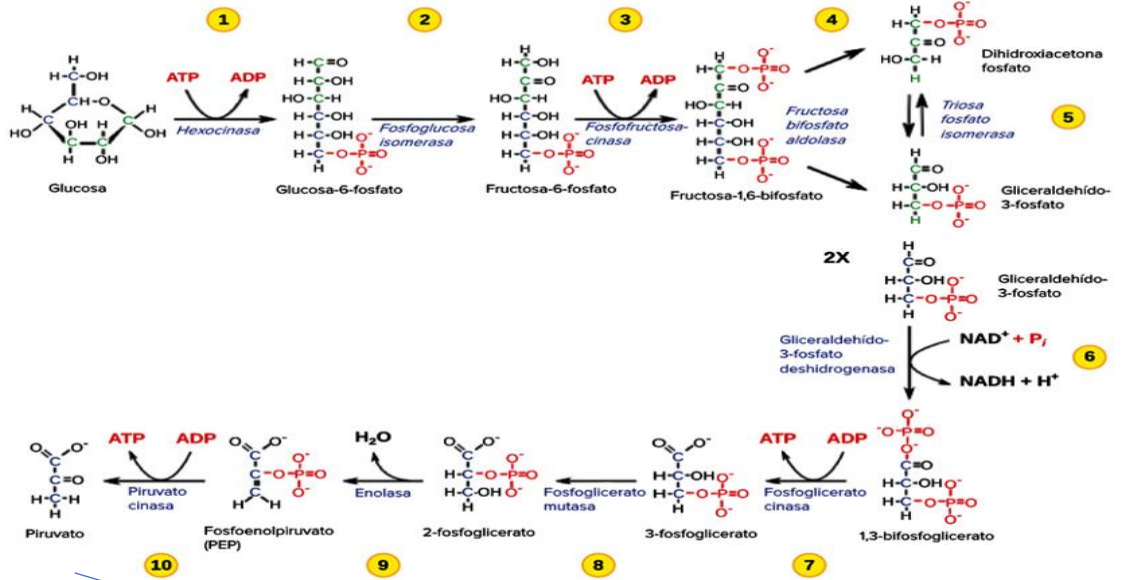 1
2
3
4
5
6
7
8
9
10
ATP ADP
Hexocinasa
Glucosa
Glucosa-6-fosfato
Fosfoglucosa
isomerasa
Fructosa-6-fosfato
ATP ADP
Fosfofructosa-
cinasa
Fructosa-1,6-bifosfato
Fructosa
bifosfato
aldolasa
Dihidroxiacetona
fosfato
Triosa
fosfato
isomerasa
Gliceraldehído-
3-fosfato
2X
Gliceraldehído-
3-fosfato
Gliceraldehído-
3-fosfato
deshidrogenasa
NAD⁺ + Pi
NADH + H⁺
1,3-bifosfoglicerato
ATP ADP
Fosfoglicerato
cinasa
3-fosfoglicerato
Fosfoglicerato
mutasa
2-fosfoglicerato
H₂O
Enolasa
Fosfoenolpiruvato
(PEP)
ATP ADP
Piruvato
cinasa
Piruvato